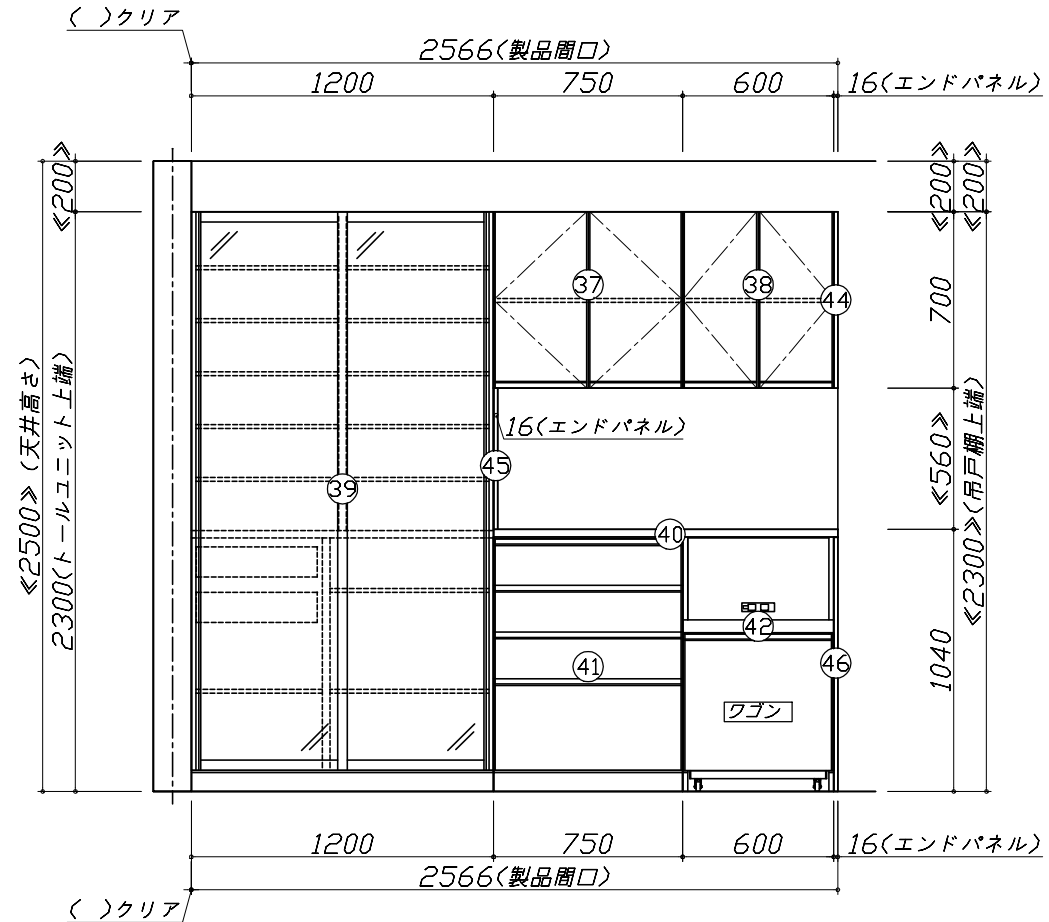 ( )クリア
2566(製品間口)
1200 750 600 16(エンドパネル)
≪200≫ ≪200≫ ≪200≫
37 38 44
700
16(エンドパネル)
≪2500≫(天井高さ)
2300(トールユニット上端)
45
39
≪560≫
≪2300≫(吊戸棚上端)
40
42
41 46
1040
ワゴン
1200 750 600 16(エンドパネル)
2566(製品間口)
( )クリア